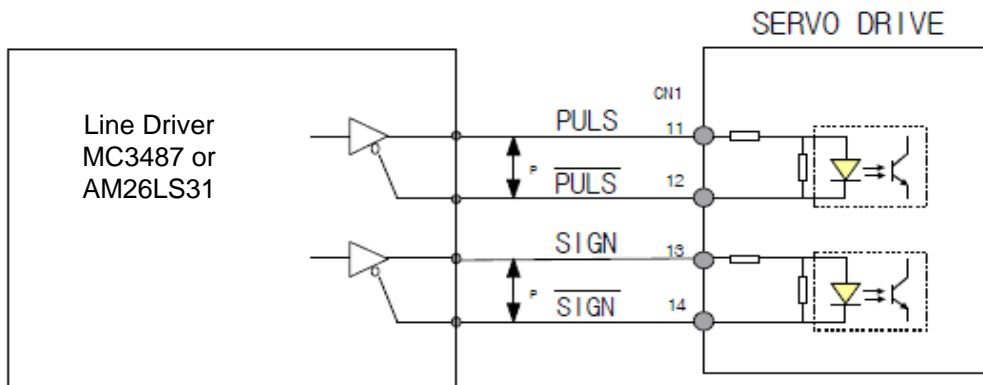 SERVO DRIVE
CN1
Line Driver
MC3487 or
AM26LS31
PULS 11
P
PULS 12
SIGN 13
P
SIGN 14